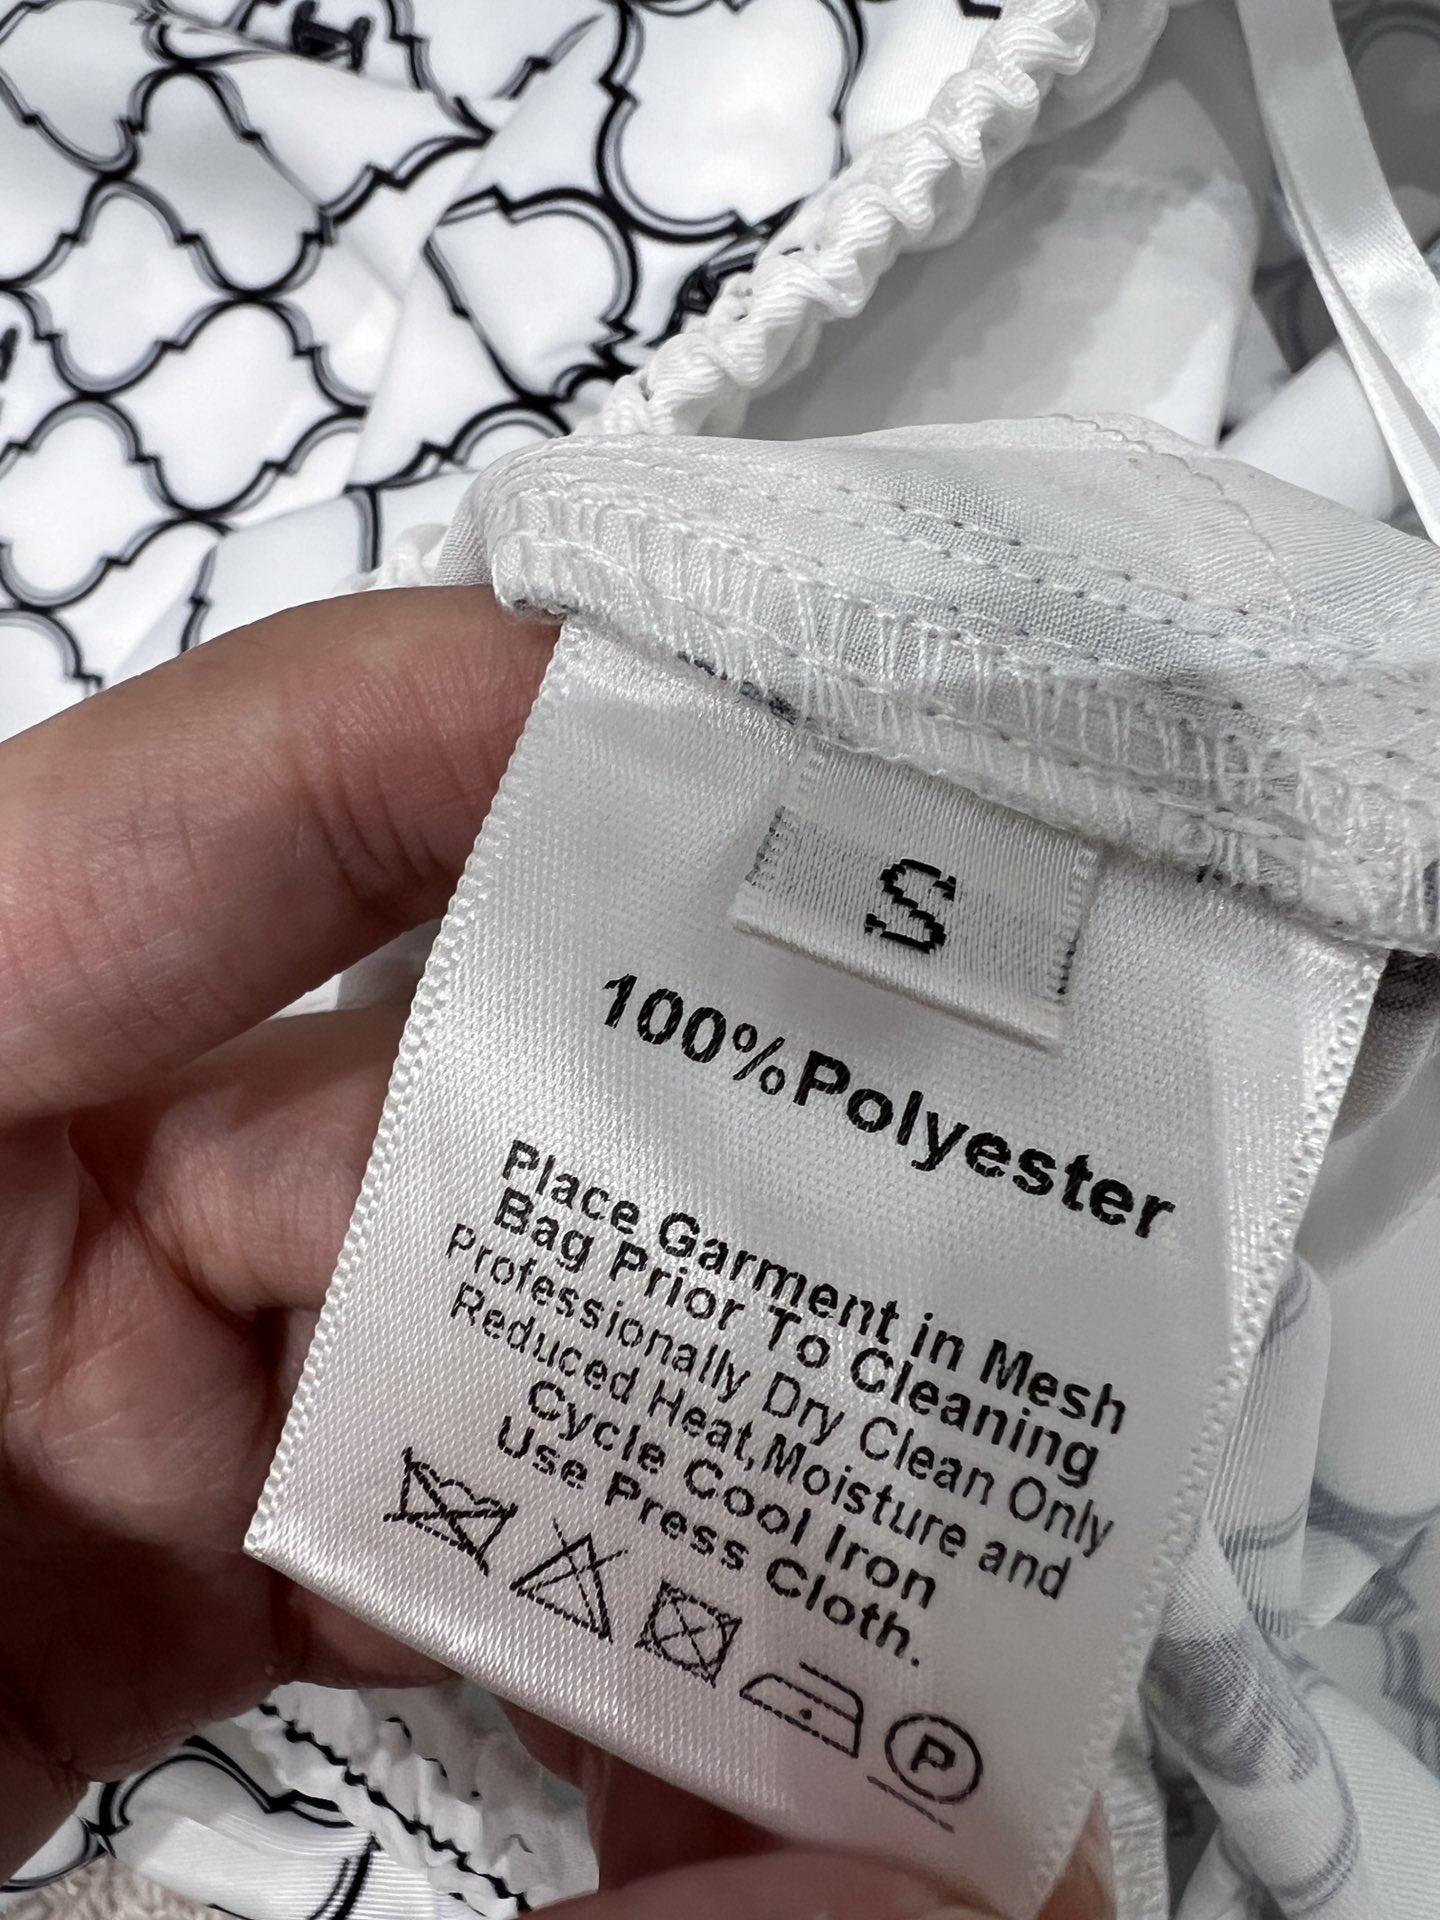 S
100%Polyester
Place Garment in Mesh
Bag Prior To Cleaning
Professionally Dry Clean Only
Reduced Heat,Moisture and
Cycle Cool Iron
Use Press Cloth.
P